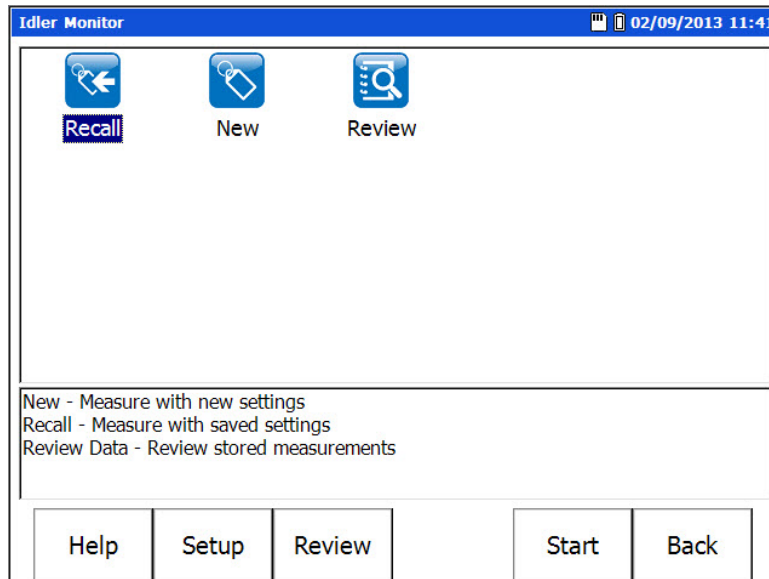 Idler Monitor 02/09/2013 11:41
Recall New Review
New - Measure with new settings
Recall - Measure with saved settings
Review Data - Review stored measurements
Help Setup Review Start Back